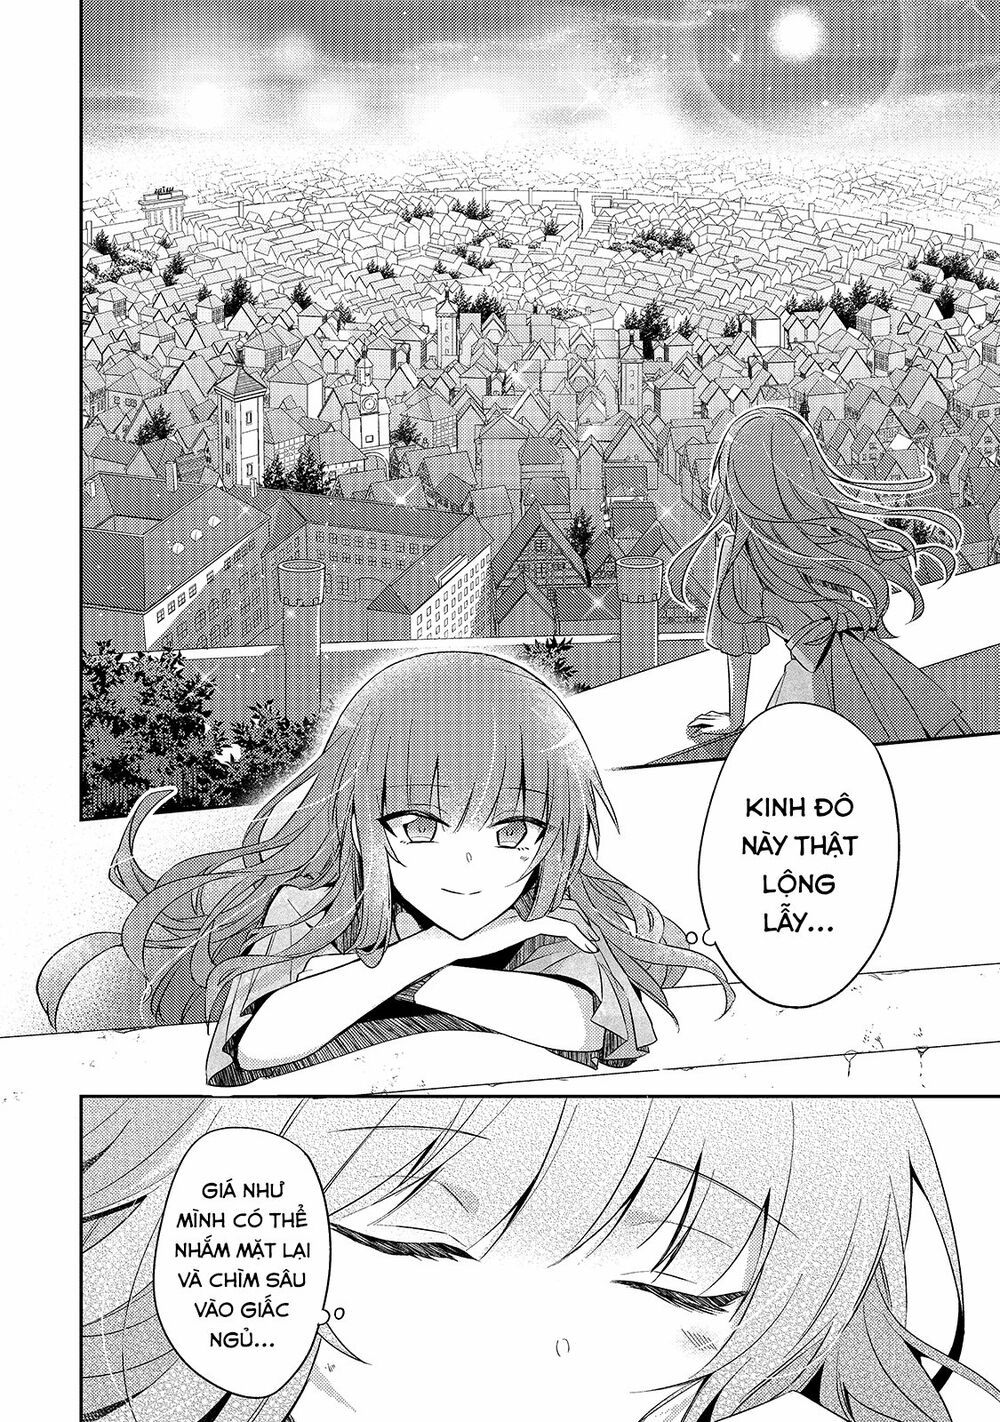 KINH ĐÔ
NÀY THẬT
LỘNG
LẪY...
GIÁ NHƯ
MÌNH CÓ THỂ
NHẮM MẶT LẠI
VÀ CHÌM SÂU
VÀO GIẤC
NGỦ...